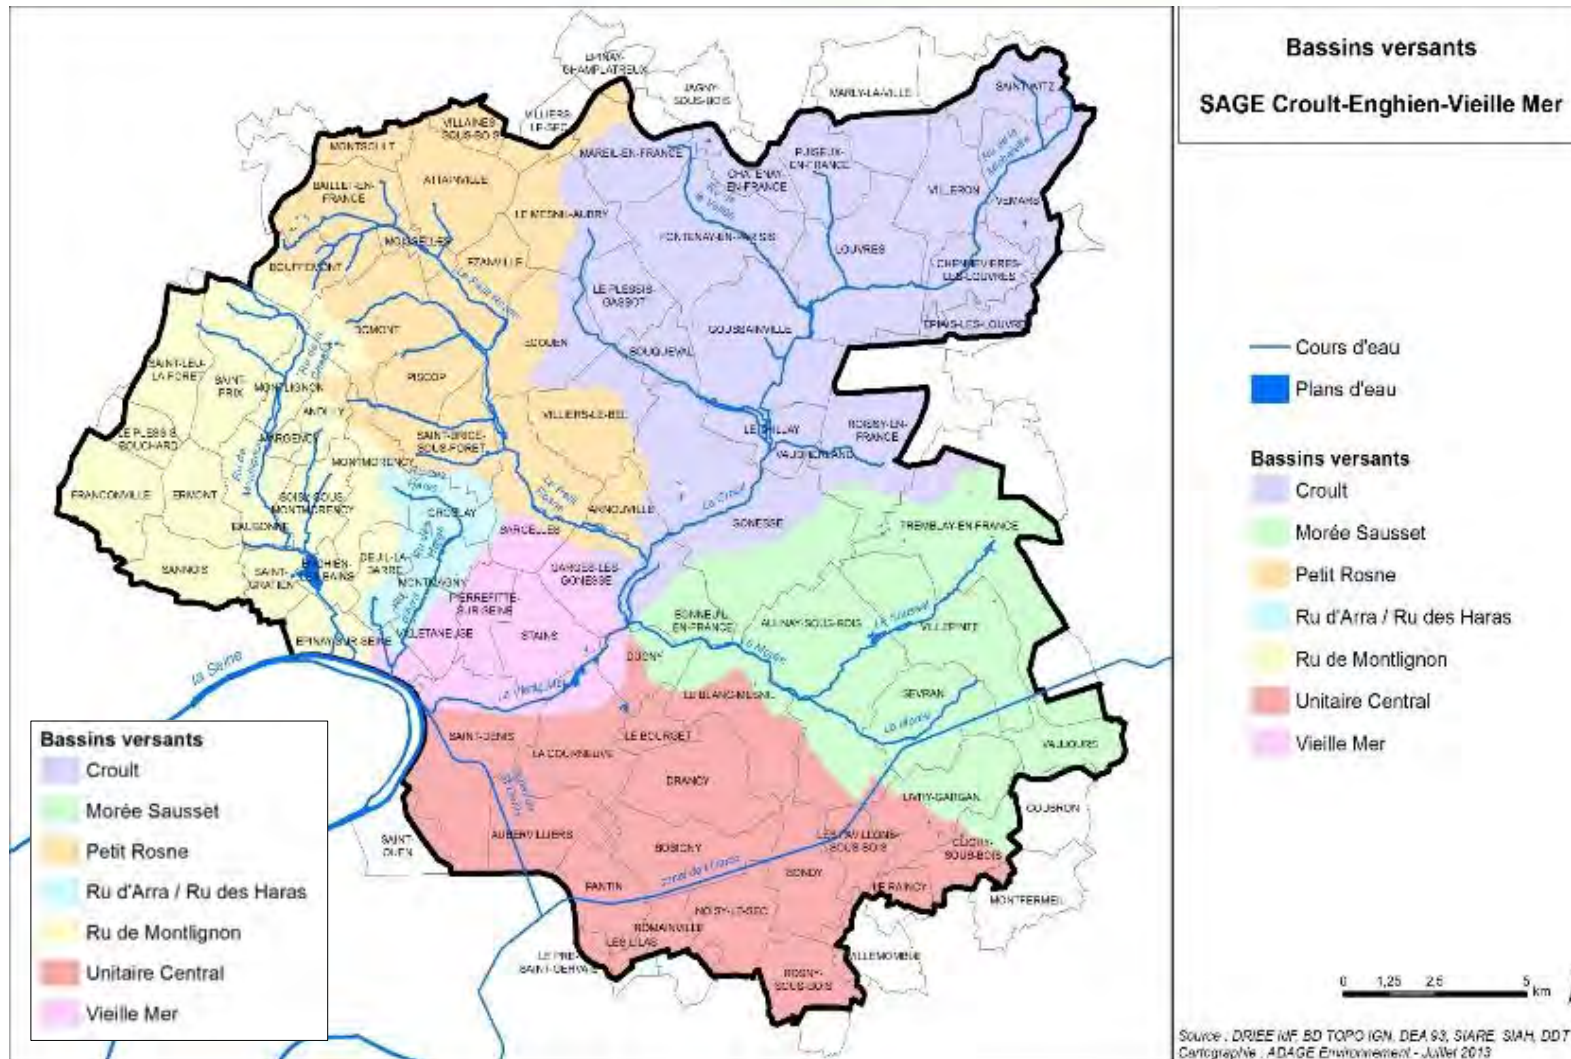 Bassins versants
SAGE Croult-Enghien-Vieille Mer
Cours d'eau
Plans d'eau
Bassins versants
Croult
Morée Sausset
Petit Rosne
Ru d'Arra / Ru des Haras
Ru de Montlignon
Unitaire Central
Vieille Mer
0 1,25 2,5 5
km
Source : DRIEE IdF, BD TOPO IGN, DEA 93, SIARE, SIAH, DDT
Cartographie : ADAGE Environnement - Juillet 2013
Bassins versants
Croult
Morée Sausset
Petit Rosne
Ru d'Arra / Ru des Haras
Ru de Montlignon
Unitaire Central
Vieille Mer
EPINAY-
CHAMPLATREUX
JAGNY-
SOUS-BOIS
MARLY-LA-VILLE
SAINT-WITZ
VILLIERS-
LE-SEC
VILLAINES-
SOUS-BOIS
MONTSOULT
MAREIL-EN-FRANCE
PUISEUX-
EN-FRANCE
CHATENAY-
EN-FRANCE
VILLERON
VEMARS
BAILLET-EN-
FRANCE
ATTAINVILLE
LE MESNIL-AUBRY
FONTENAY-EN-PARISIS
LOUVRES
MOISSELLES
EZANVILLE
BOUFFEMONT
CHENNEVIERES-
LES-LOUVRES
LE PLESSIS-
GASSOT
Le Petit Rosne
GOUSSAINVILLE
EPIAIS-LES-LOUVRES
DOMONT
ECOUEN
BOUQUEVAL
SAINT-LEU-
LA-FORET
SAINT-
PRIX
MONTLIGNON
PISCOP
ANDILLY
VILLIERS-LE-BEL
LE PLESSIS-
BOUCHARD
MARGENCY
SAINT-BRICE-
SOUS-FORET
LE THILLAY
ROISSY-EN-
FRANCE
VAUDHERLAND
MONTMORENCY
FRANCONVILLE
ERMONT
SOISY-SOUS-
MONTMORENCY
GROSLAY
Le Petit
Rosne
ARNOUVILLE
Le Croult
GONESSE
TREMBLAY-EN-FRANCE
EAUBONNE
SARCELLES
DEUIL-LA-
BARRE
SANNOIS
SAINT-
GRATIEN
ENGHIEN-
LES-BAINS
MONTMAGNY
GARGES-LES-
GONESSE
PIERREFITTE-
SUR-SEINE
BONNEUIL-
EN-FRANCE
AULNAY-SOUS-BOIS
Le Sausset
VILLEPINTE
EPINAY-SUR-SEINE
VILLETANEUSE
STAINS
DUGNY
La Morée
la Seine
La Vieille Mer
LE BLANC-MESNIL
SEVRAN
La Morée
VAUJOURS
SAINT-DENIS
LA COURNEUVE
LE BOURGET
DRANCY
LIVRY-GARGAN
COUBRON
SAINT-
OUEN
AUBERVILLIERS
BOBIGNY
LES PAVILLONS-
SOUS-BOIS
CLICHY-
SOUS-BOIS
PANTIN
Canal de l'Ourcq
BONDY
LE RAINCY
MONTFERMEIL
NOISY-LE-SEC
ROMAINVILLE
LES LILAS
LE PRE-
SAINT-GERVAIS
VILLEMOMBLE
ROSNY-
SOUS-BOIS